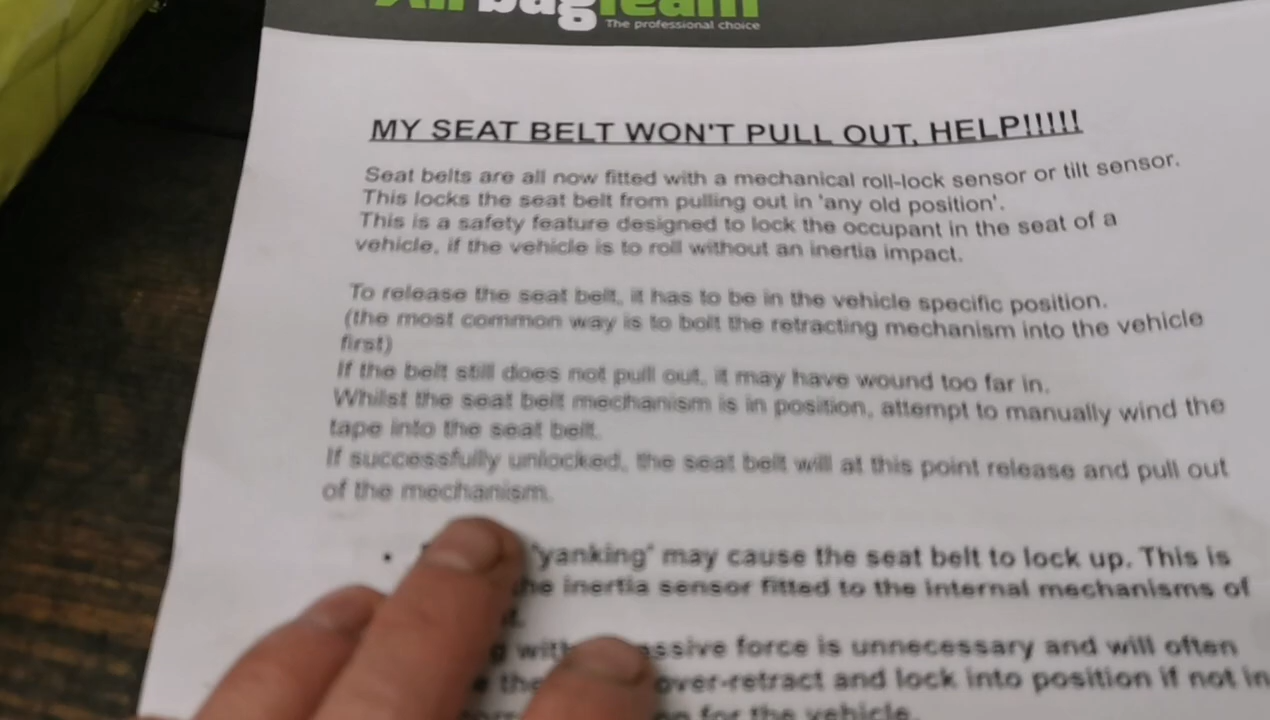 AirbagTeam
The professional choice
MY SEAT BELT WON'T PULL OUT, HELP!!!!!
Seat belts are all now fitted with a mechanical roll-lock sensor or tilt sensor.
This locks the seat belt from pulling out in 'any old position'.
This is a safety feature designed to lock the occupant in the seat of a
vehicle, if the vehicle is to roll without an inertia impact.
To release the seat belt, it has to be in the vehicle specific position.
(the most common way is to bolt the retracting mechanism into the vehicle
first)
If the belt still does not pull out, it may have wound too far in.
Whilst the seat belt mechanism is in position, attempt to manually wind the
tape into the seat belt.
If successfully unlocked, the seat belt will at this point release and pull out
of the mechanism.
• 'yanking' may cause the seat belt to lock up. This is
the inertia sensor fitted to the internal mechanisms of
force is unnecessary and will often
over-retract and lock into position if not in
for the vehicle.